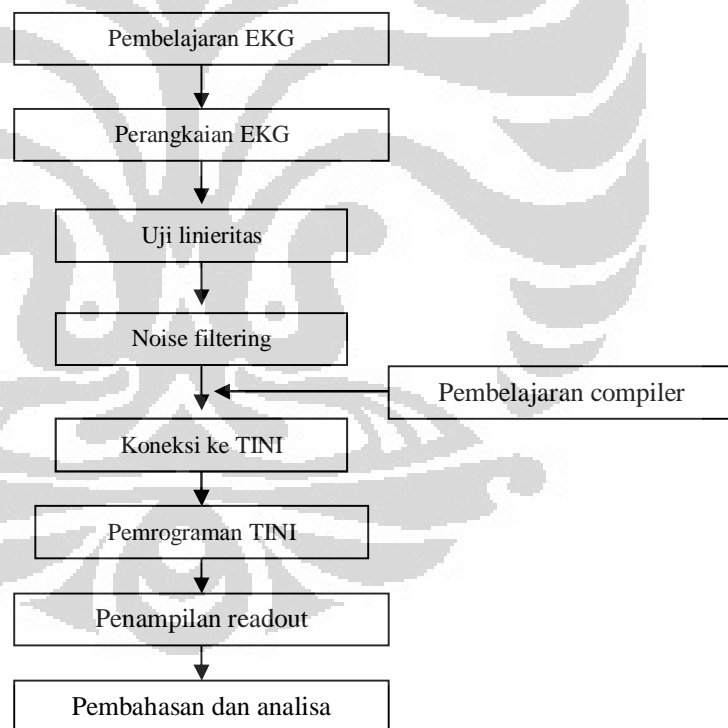 Pembelajaran EKG
Perangkaian EKG
Uji linieritas
Noise filtering
Pembelajaran compiler
Koneksi ke TINI
Pemrograman TINI
Penampilan readout
Pembahasan dan analisa